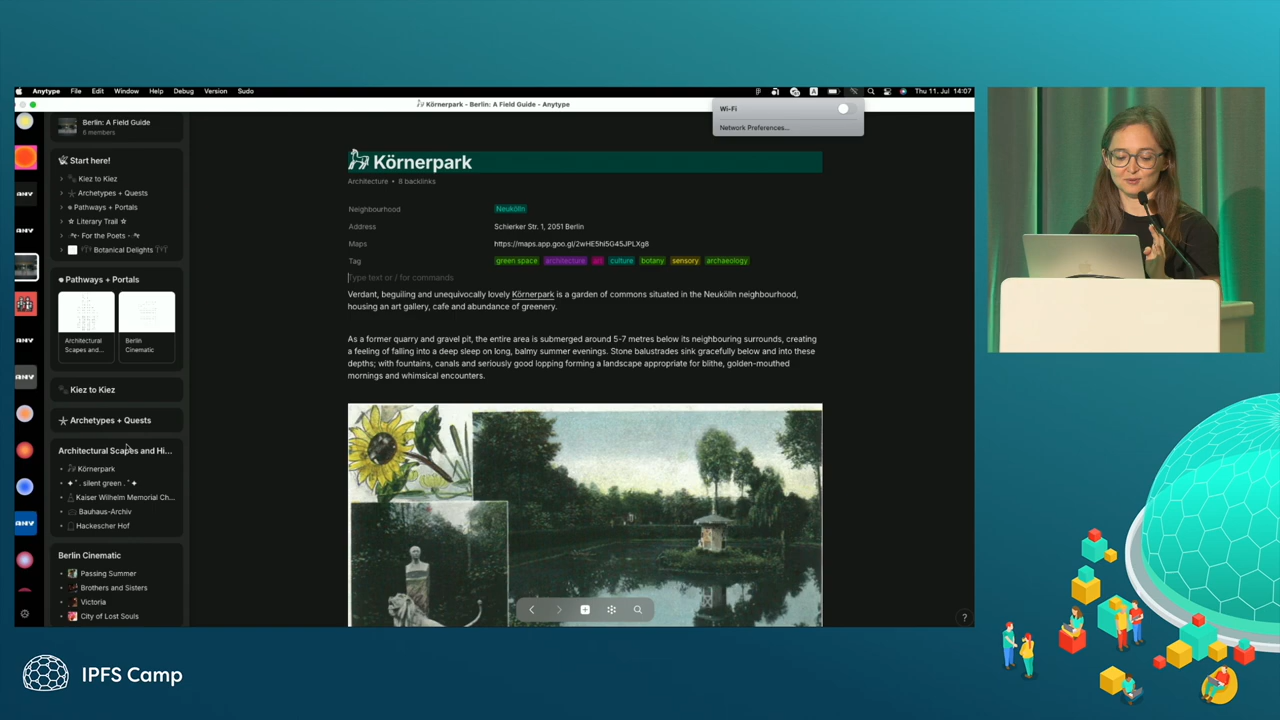 Anytype File Edit Window Help Debug Version Sudo
A
Thu 11. Jul 14:07
Körnerpark - Berlin: A Field Guide - Anytype
Wi-Fi
Network Preferences...
Berlin: A Field Guide
8 members
Start here!
Kiez to Kiez
Archetypes + Quests
Pathways + Portals
Literary Trail
For the Poets
Botanical Delights
Pathways + Portals
Architectural
Scapes and...
Berlin
Cinematic
Kiez to Kiez
Archetypes + Quests
Architectural Scapes and Hi...
Körnerpark
silent green
Kaiser Wilhelm Memorial Ch...
Bauhaus-Archiv
Hackescher Hof
Berlin Cinematic
Passing Summer
Brothers and Sisters
Victoria
City of Lost Souls
ANY
ANY
ANY
ANY
ANY
Körnerpark
Architecture • 8 backlinks
Neighbourhood Neukölln
Address Schierker Str. 1, 2051 Berlin
Maps https://maps.app.goo.gl/2wHE5hi5G45JPLXg8
Tag green space architecture art culture botany sensory archaeology
Type text or / for commands
Verdant, beguiling and unequivocally lovely Körnerpark is a garden of commons situated in the Neukölln neighbourhood,
housing an art gallery, cafe and abundance of greenery.
As a former quarry and gravel pit, the entire area is submerged around 5-7 metres below its neighbouring surrounds, creating
a feeling of falling into a deep sleep on long, balmy summer evenings. Stone balustrades sink gracefully below and into these
depths; with fountains, canals and seriously good lopping forming a landscape appropriate for blithe, golden-mouthed
mornings and whimsical encounters.
?
IPFS Camp